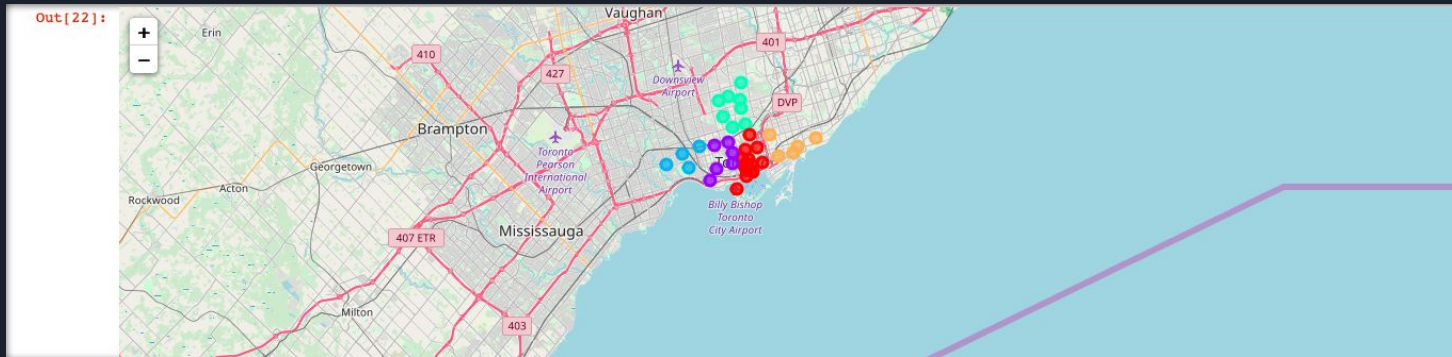 Out[22]:
+
−
Erin
Vaughan
401
410
427
Downsview
Airport
DVP
Brampton
Toronto
Pearson
International
Airport
Georgetown
Acton
Rockwood
Billy Bishop
Toronto
City Airport
Mississauga
407 ETR
Milton
403